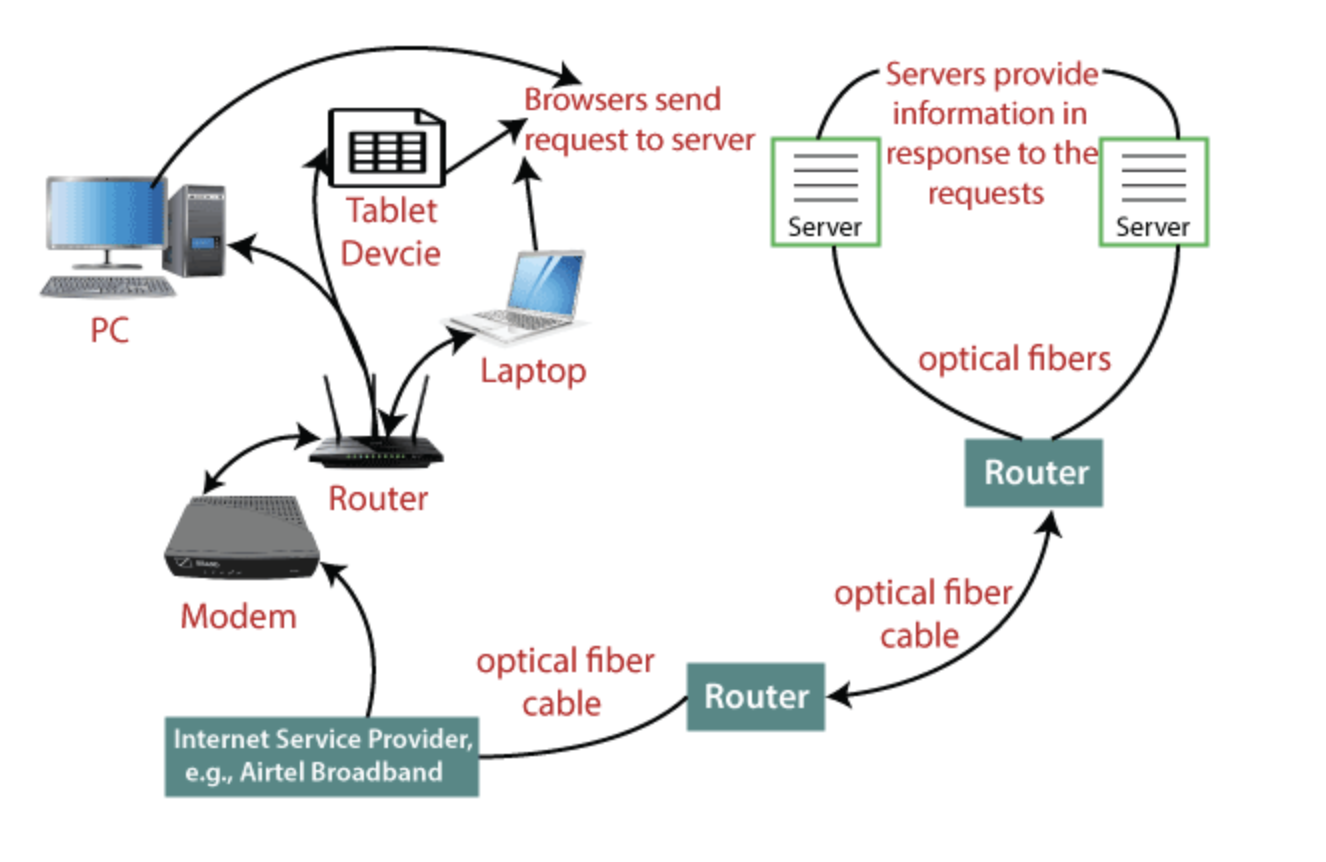 Browsers send
request to server
Servers provide
information in
response to the
requests
Server
Server
Tablet
Devcie
PC
Laptop
optical fibers
Router
Router
Modem
optical fiber
cable
optical fiber
cable
Router
Internet Service Provider,
e.g., Airtel Broadband